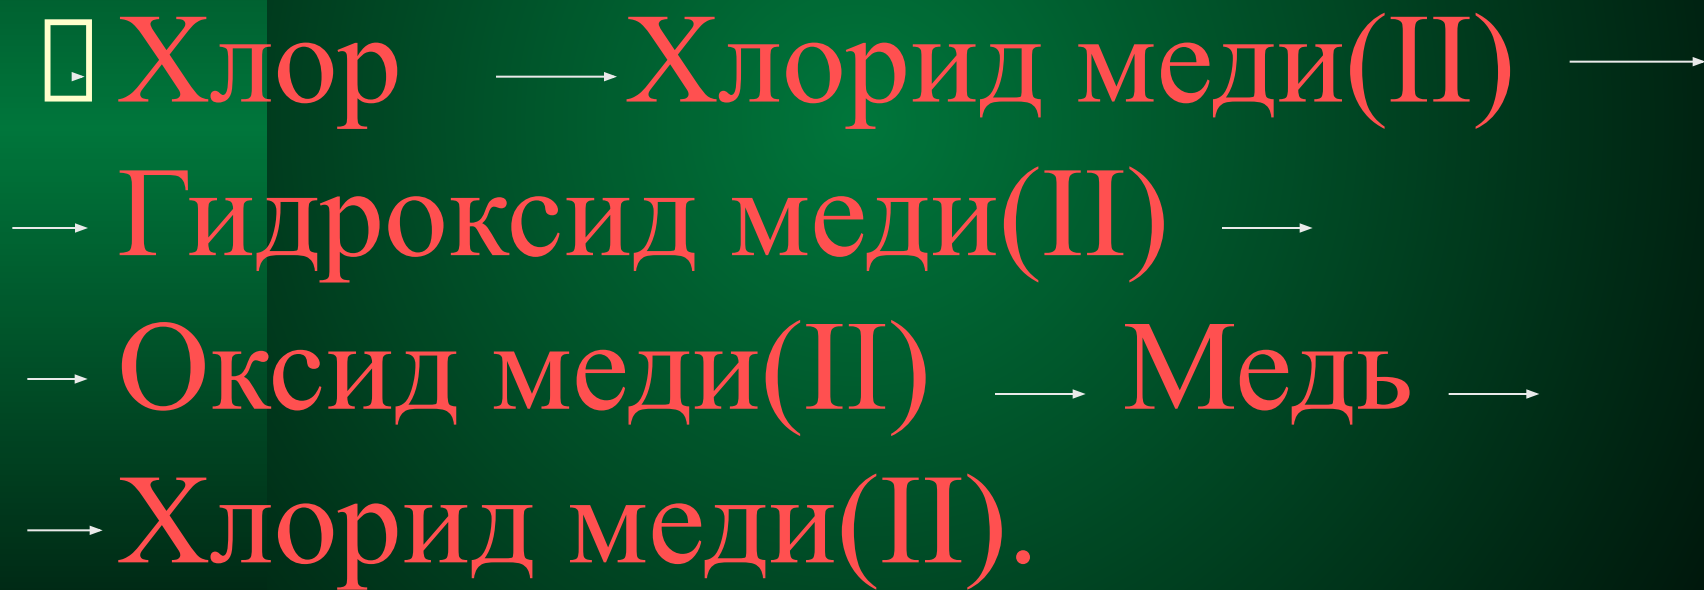 Хлор → Хлорид меди(II) →
→ Гидроксид меди(II) →
→ Оксид меди(II) → Медь →
→ Хлорид меди(II).